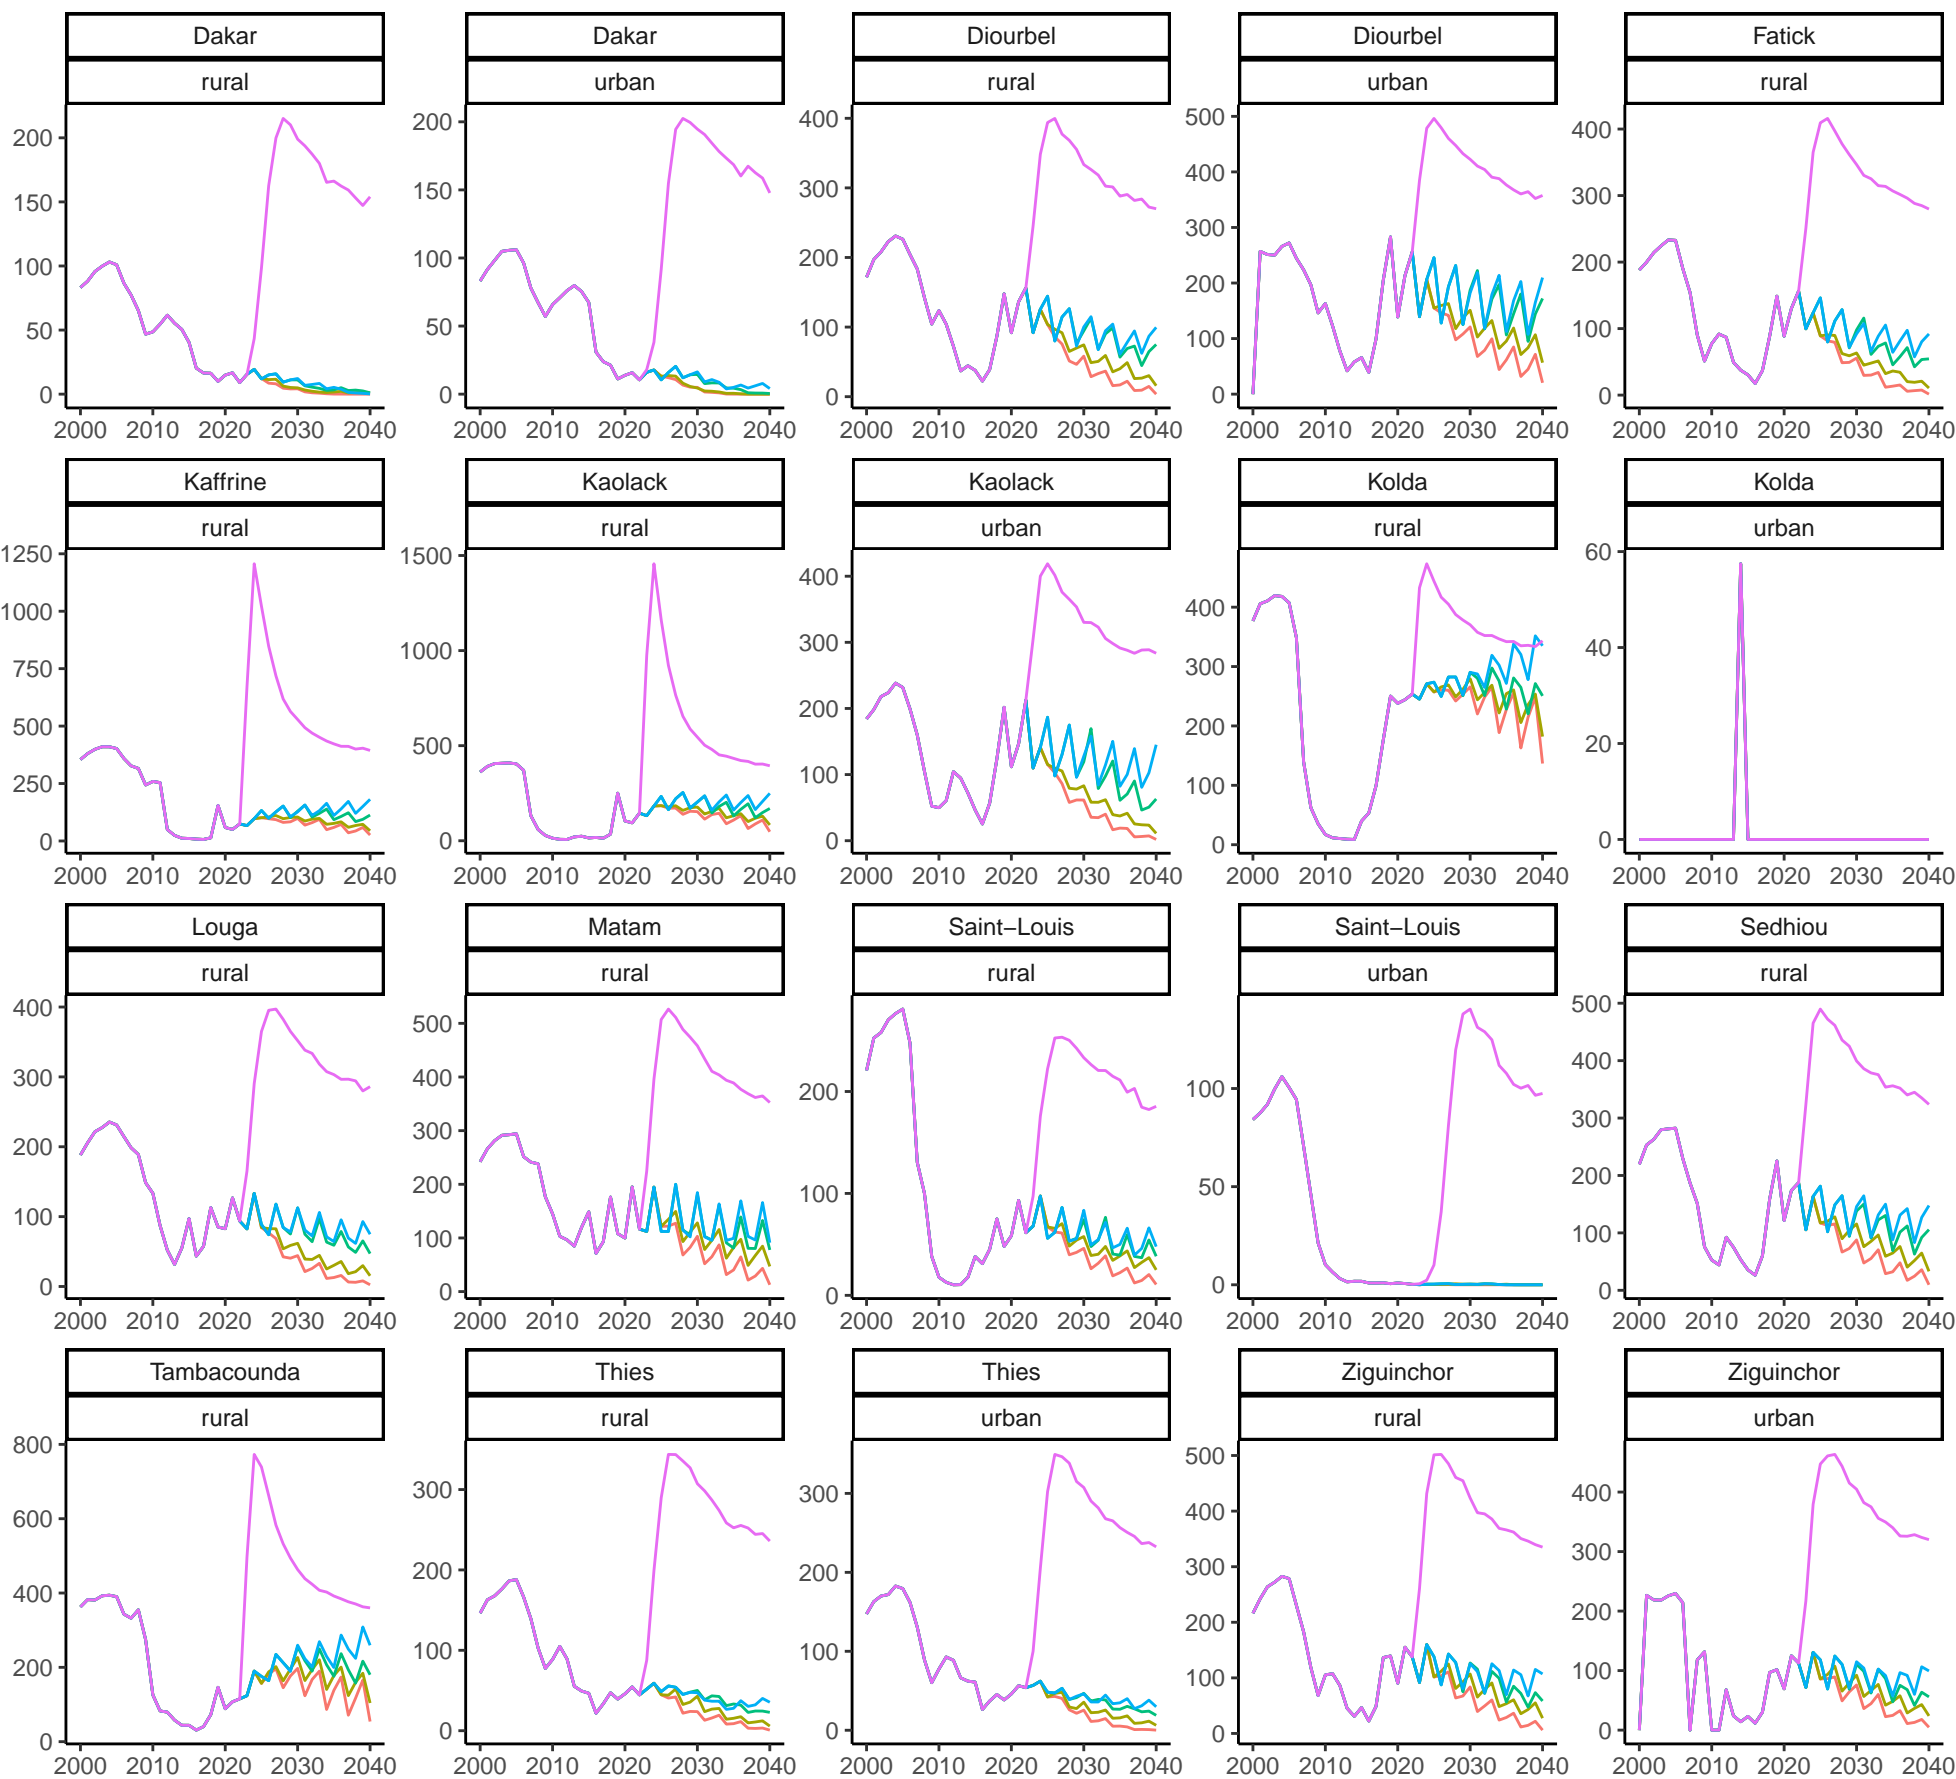 Dakar Dakar Diourbel Diourbel Fatick
rural urban rural urban rural
200 200 400 500 400
150 150 300 400 300
100 100 200 300 200
50 50 100 200 100
0 0 0 100 0
0
2000 2010 2020 2030 2040 2000 2010 2020 2030 2040 2000 2010 2020 2030 2040 2000 2010 2020 2030 2040 2000 2010 2020 2030 2040
Kaffrine Kaolack Kaolack Kolda Kolda
rural rural urban rural urban
1250 1500 400 400 60
1000 1000 300 300 40
750 500 200 200 20
500 0 100 100 0
250 0 0
0
2000 2010 2020 2030 2040 2000 2010 2020 2030 2040 2000 2010 2020 2030 2040 2000 2010 2020 2030 2040 2000 2010 2020 2030 2040
Louga Matam Saint−Louis Saint−Louis Sedhiou
rural rural rural urban rural
400 500 200 100 500
300 400 100 50 400
200 300 0 0 300
100 200 200
0 100 100
0 0
2000 2010 2020 2030 2040 2000 2010 2020 2030 2040 2000 2010 2020 2030 2040 2000 2010 2020 2030 2040 2000 2010 2020 2030 2040
Tambacounda Thies Thies Ziguinchor Ziguinchor
rural rural urban rural urban
800 300 300 500 400
600 200 200 400 300
400 100 100 300 200
200 0 0 200 100
0 100 0
0
2000 2010 2020 2030 2040 2000 2010 2020 2030 2040 2000 2010 2020 2030 2040 2000 2010 2020 2030 2040 2000 2010 2020 2030 2040